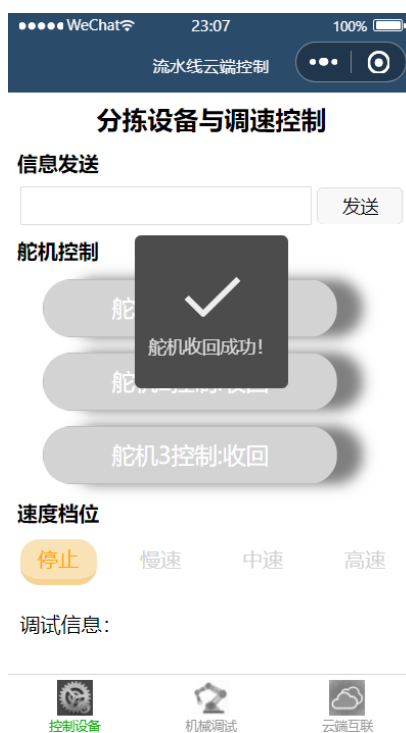 WeChat 23:07 100%
流水线云端控制
分拣设备与调速控制
信息发送
发送
舵机控制
舵机收回成功!
舵机3控制:收回
速度档位
停止 慢速 中速 高速
调试信息:
控制设备 机械调试 云端互联